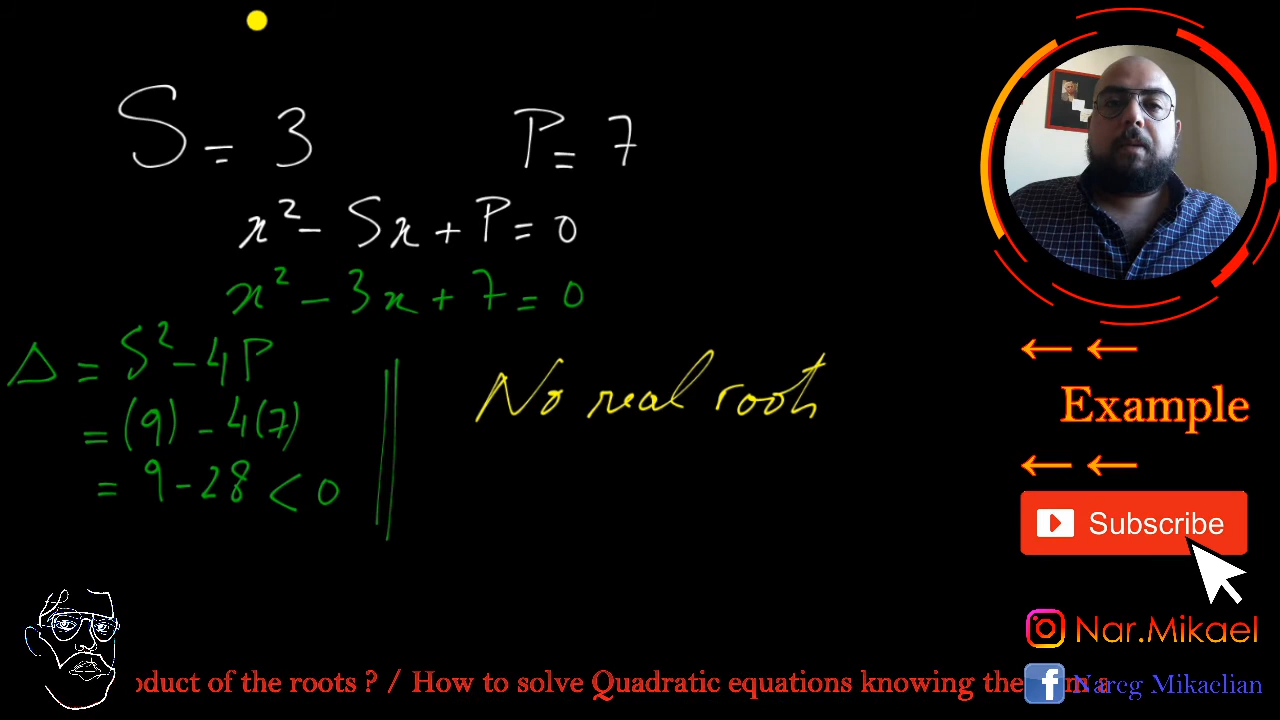 S = 3 P = 7
x² - Sx + P = 0
x² - 3x + 7 = 0
Δ = S² - 4P
= (9) - 4(7)
= 9 - 28 < 0
No real roots
← ←
Example
← ←
Subscribe
Nar.Mikael
oduct of the roots ? / How to solve Quadratic equations knowing the
Nareg Mikaelian